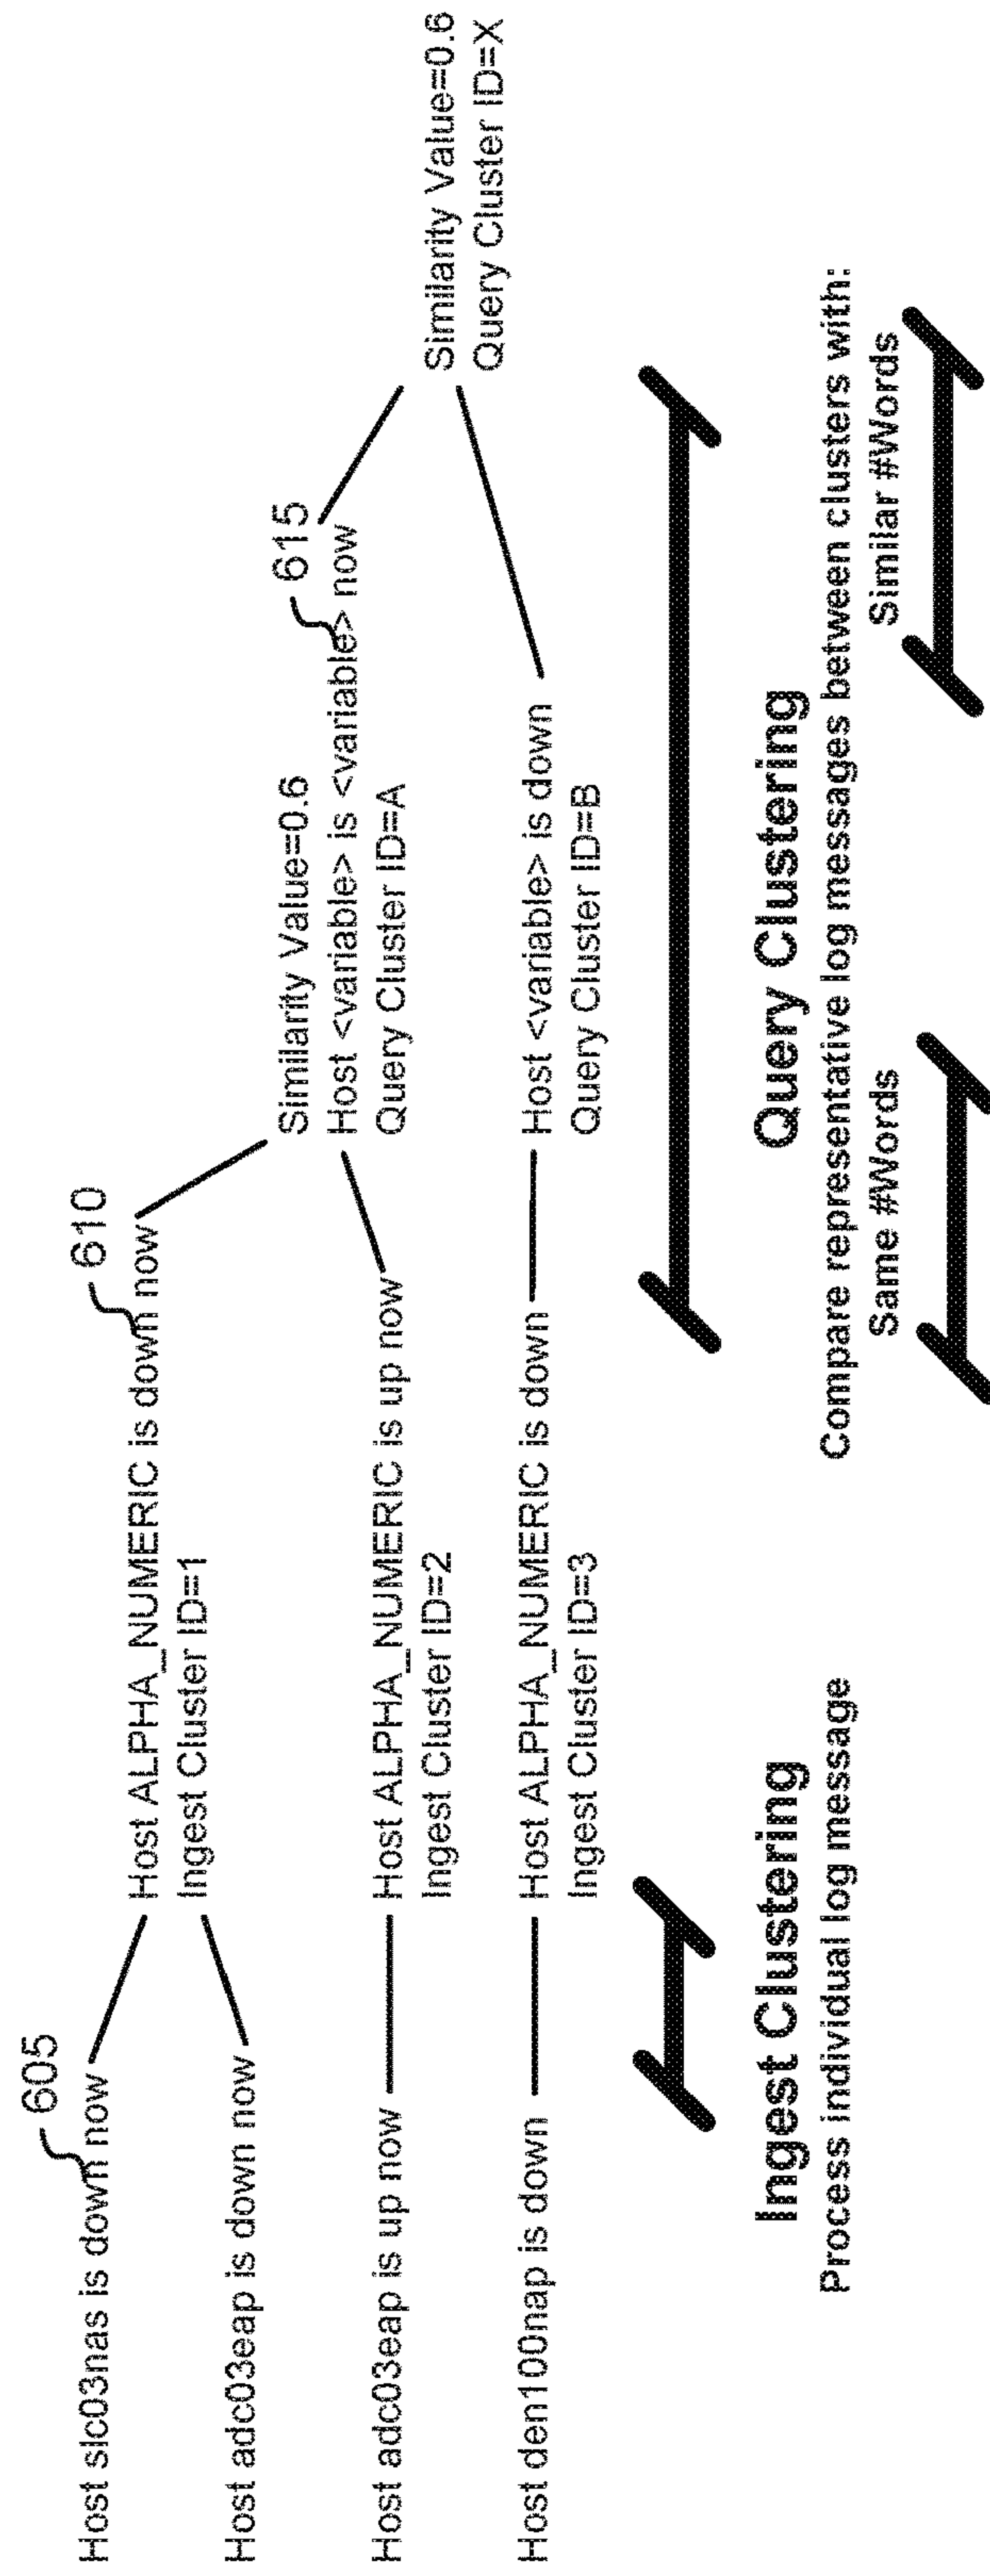 605
Host slc03nas is down now
Host adc03eap is down now
Host adc03eap is up now
Host den100nap is down
610
Host ALPHA_NUMERIC is down now
Ingest Cluster ID=1
Host ALPHA_NUMERIC is up now
Ingest Cluster ID=2
Host ALPHA_NUMERIC is down
Ingest Cluster ID=3
615
Similarity Value=0.6
Host <variable> is <variable> now
Query Cluster ID=A
Host <variable> is down
Query Cluster ID=B
Similarity Value=0.6
Query Cluster ID=X
Ingest Clustering
Process individual log message
Query Clustering
Compare representative log messages between clusters with:
Same #Words
Similar #Words